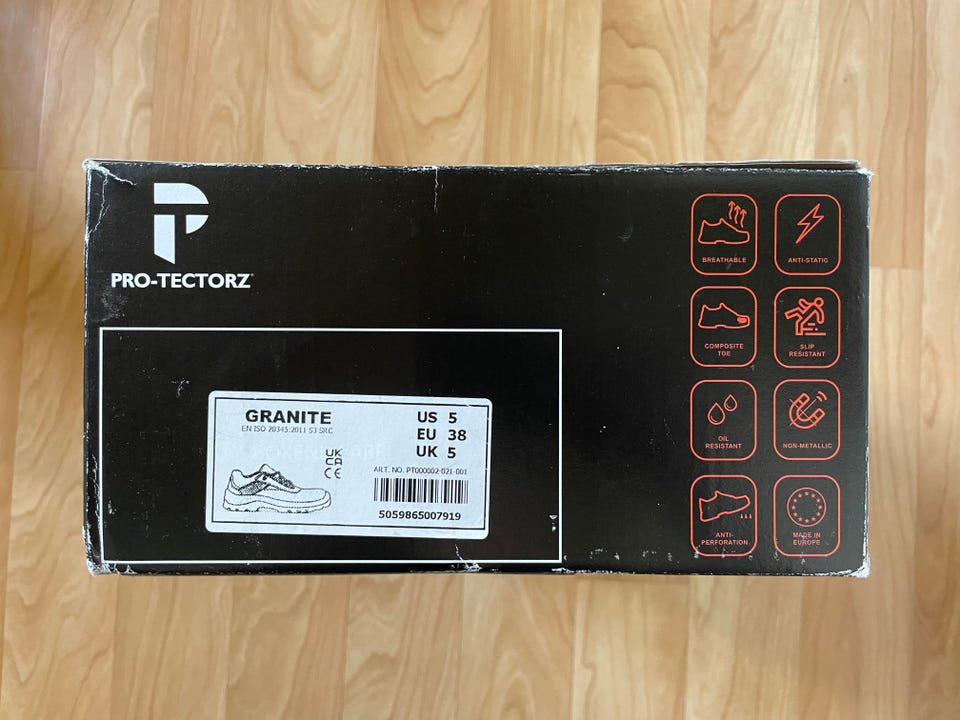 PRO-TECTORZ
GRANITE
EN ISO 20345:2011 S3 SRC
US 5
EU 38
UK 5
UK
CA
CE
ART. NO. PT000002-021-001
5059865007919
BREATHABLE
ANTI-STATIC
COMPOSITE
TOE
SLIP
RESISTANT
OIL
RESISTANT
NON-METALLIC
ANTI-
PERFORATION
MADE IN
EUROPE